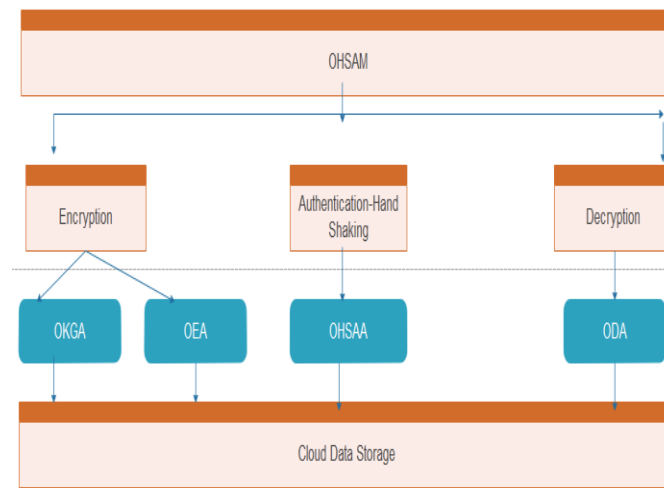 OHSAM
Encryption
Authentication-Hand
Shaking
Decryption
OKGA
OEA
OHSAA
ODA
Cloud Data Storage